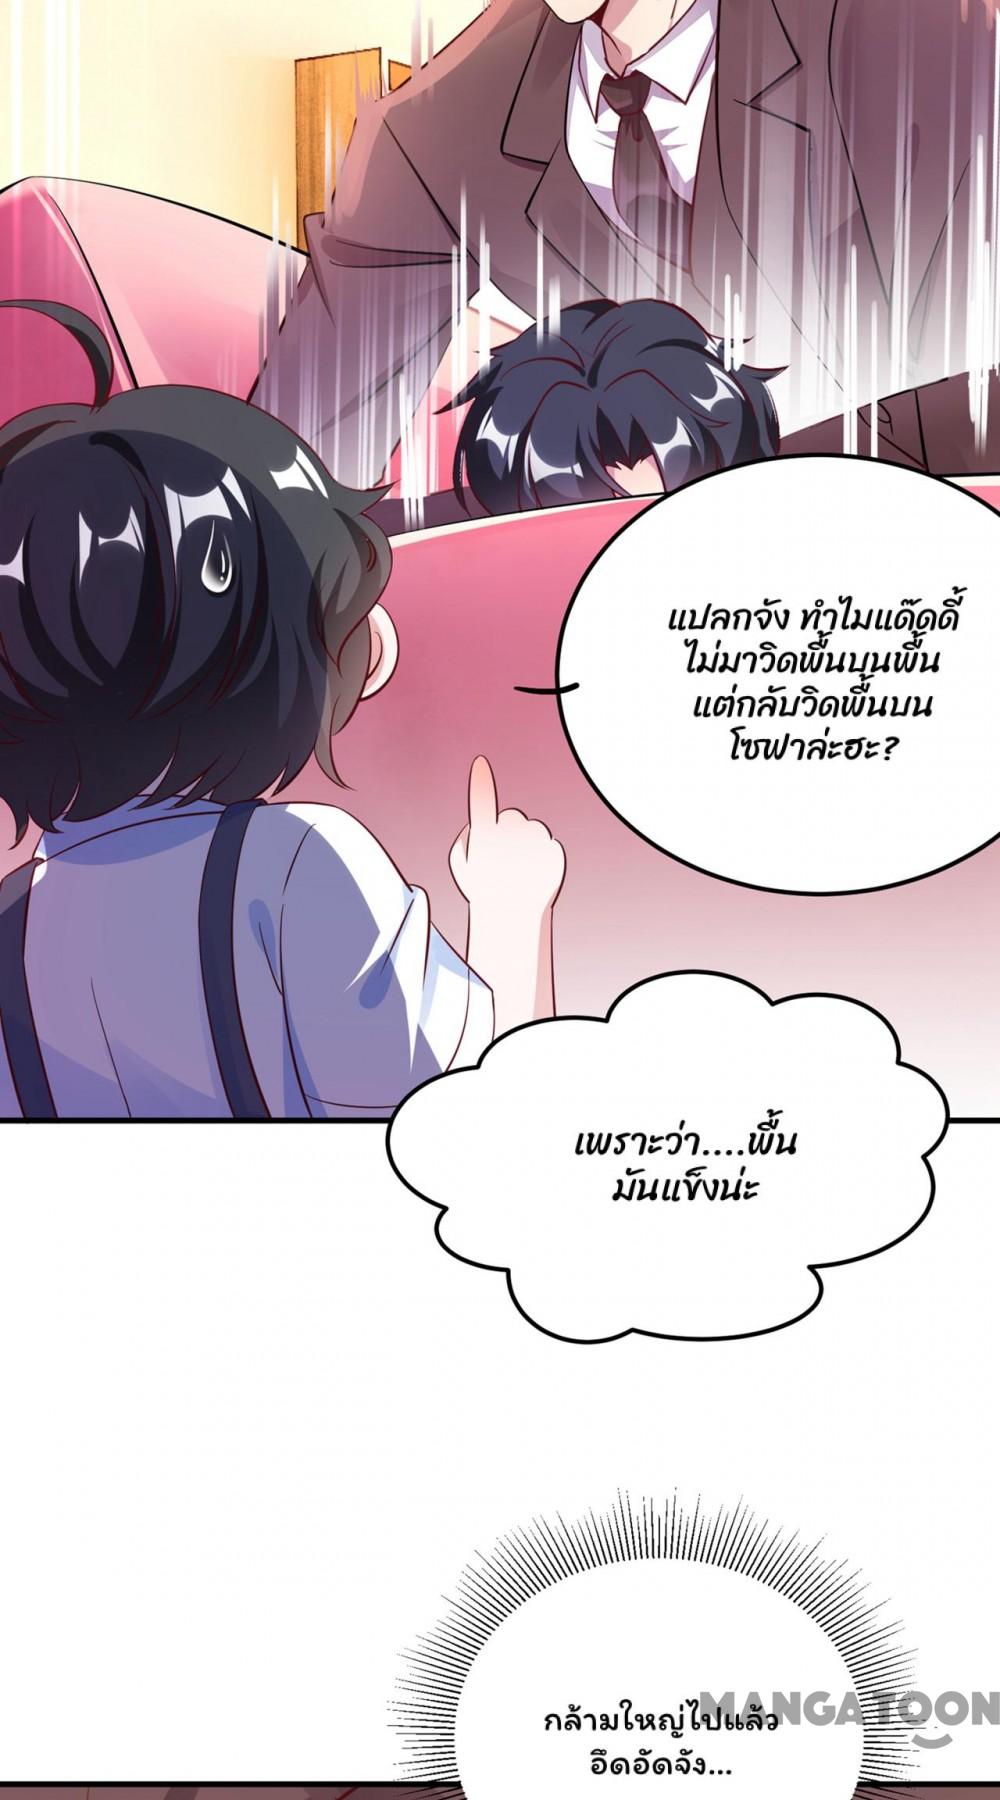 แปลกจัง ทำไมแด๊ดดี้
ไม่มาวิดพื้นบนพื้น
แต่กลับวิดพื้นบน
โซฟาล่ะฮะ?
เพราะว่า....พื้น
มันแข็งน่ะ
กล้ามใหญ่ไปแล้ว
อึดอัดจัง...
MANGATOON